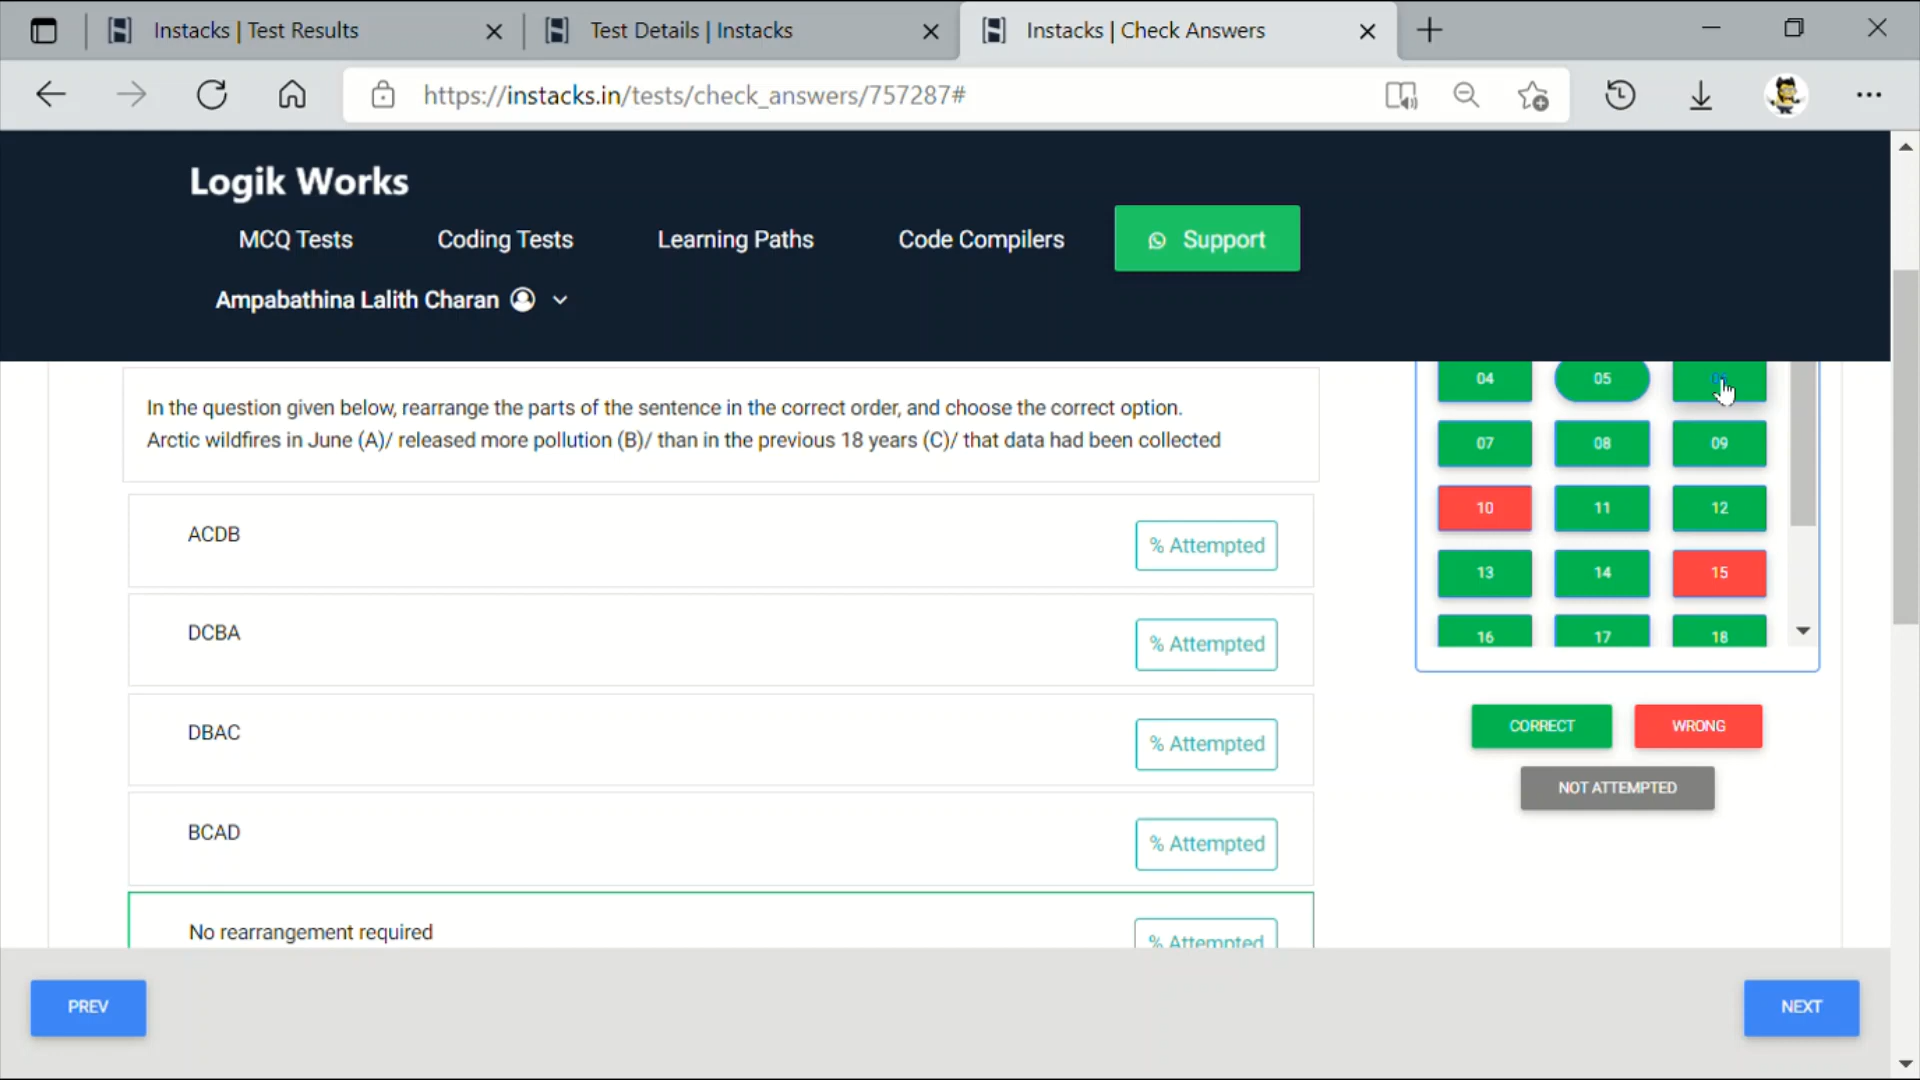 Instacks | Test Results
Test Details | Instacks
Instacks | Check Answers
https://instacks.in/tests/check_answers/757287#
Logik Works
MCQ Tests
Coding Tests
Learning Paths
Code Compilers
Support
Ampabathina Lalith Charan
In the question given below, rearrange the parts of the sentence in the correct order, and choose the correct option.
Arctic wildfires in June (A)/ released more pollution (B)/ than in the previous 18 years (C)/ that data had been collected
ACDB
% Attempted
DCBA
% Attempted
DBAC
% Attempted
BCAD
% Attempted
No rearrangement required
% Attempted
04 05
07 08 09
10 11 12
13 14 15
16 17 18
CORRECT
WRONG
NOT ATTEMPTED
PREV
NEXT